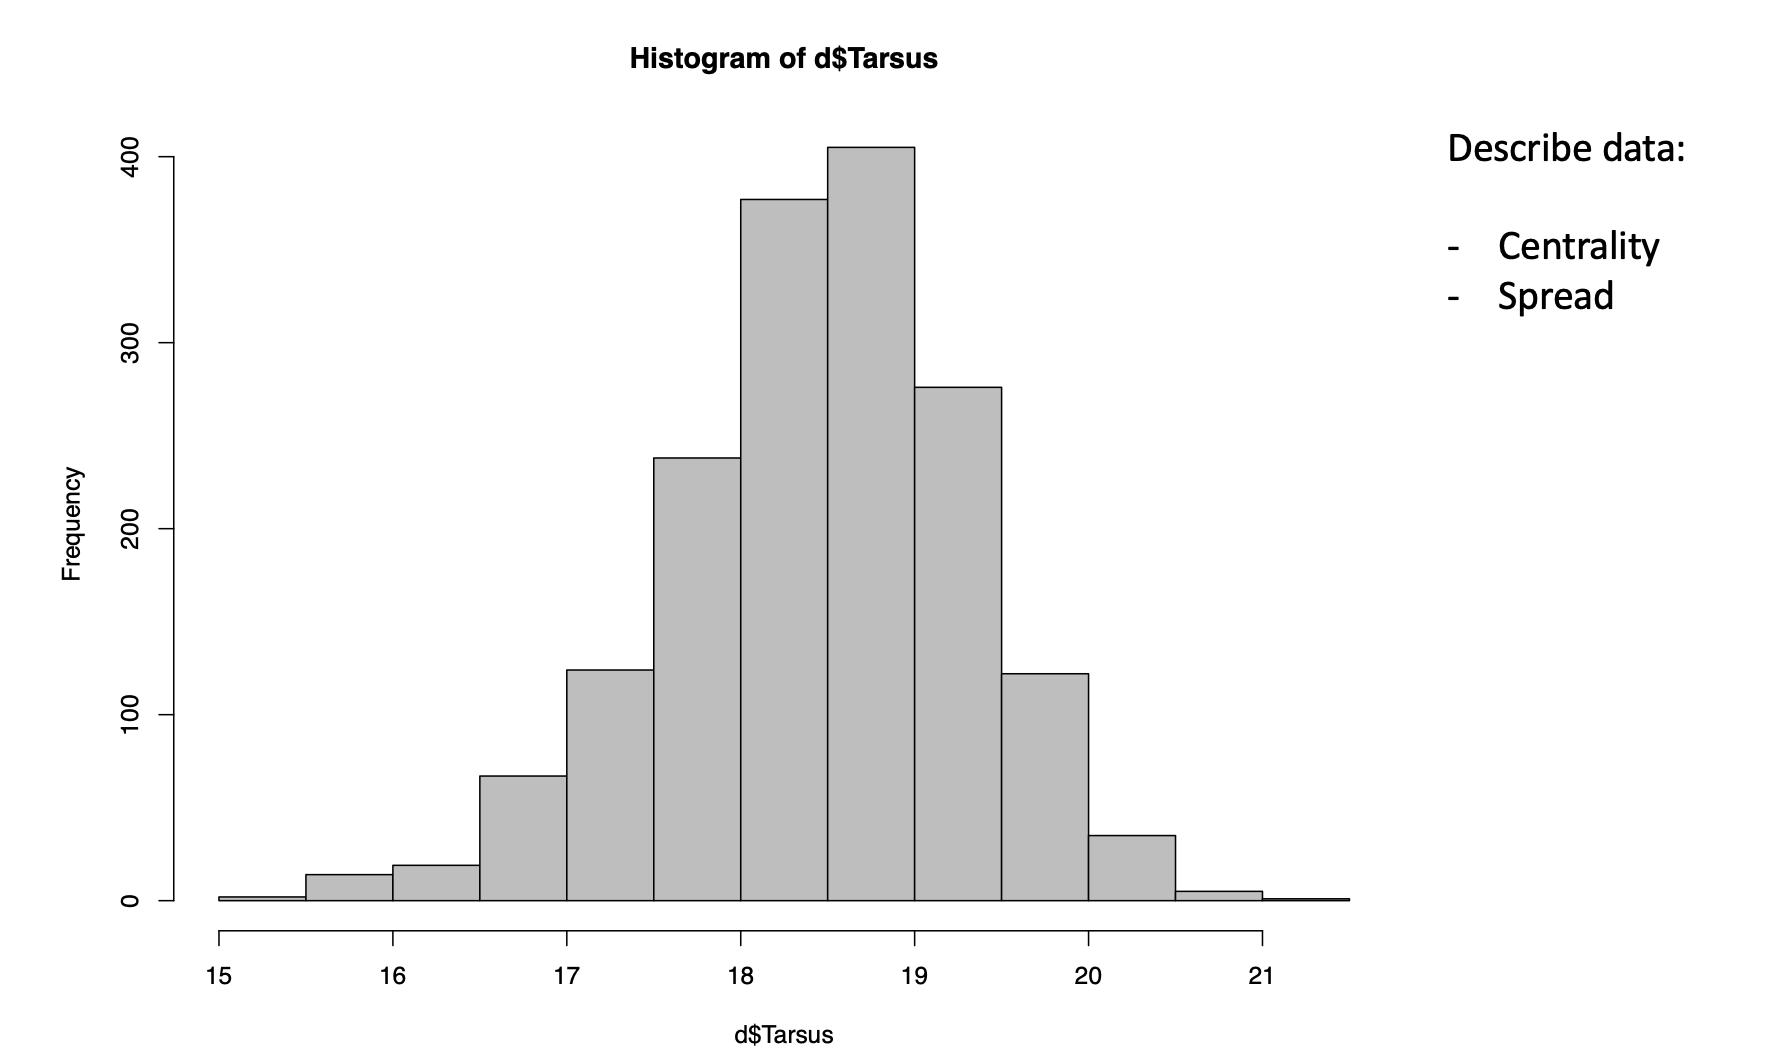 Histogram of d$Tarsus
Describe data:
- Centrality
- Spread
Frequency
400
300
200
100
0
15 16 17 18 19 20 21
d$Tarsus